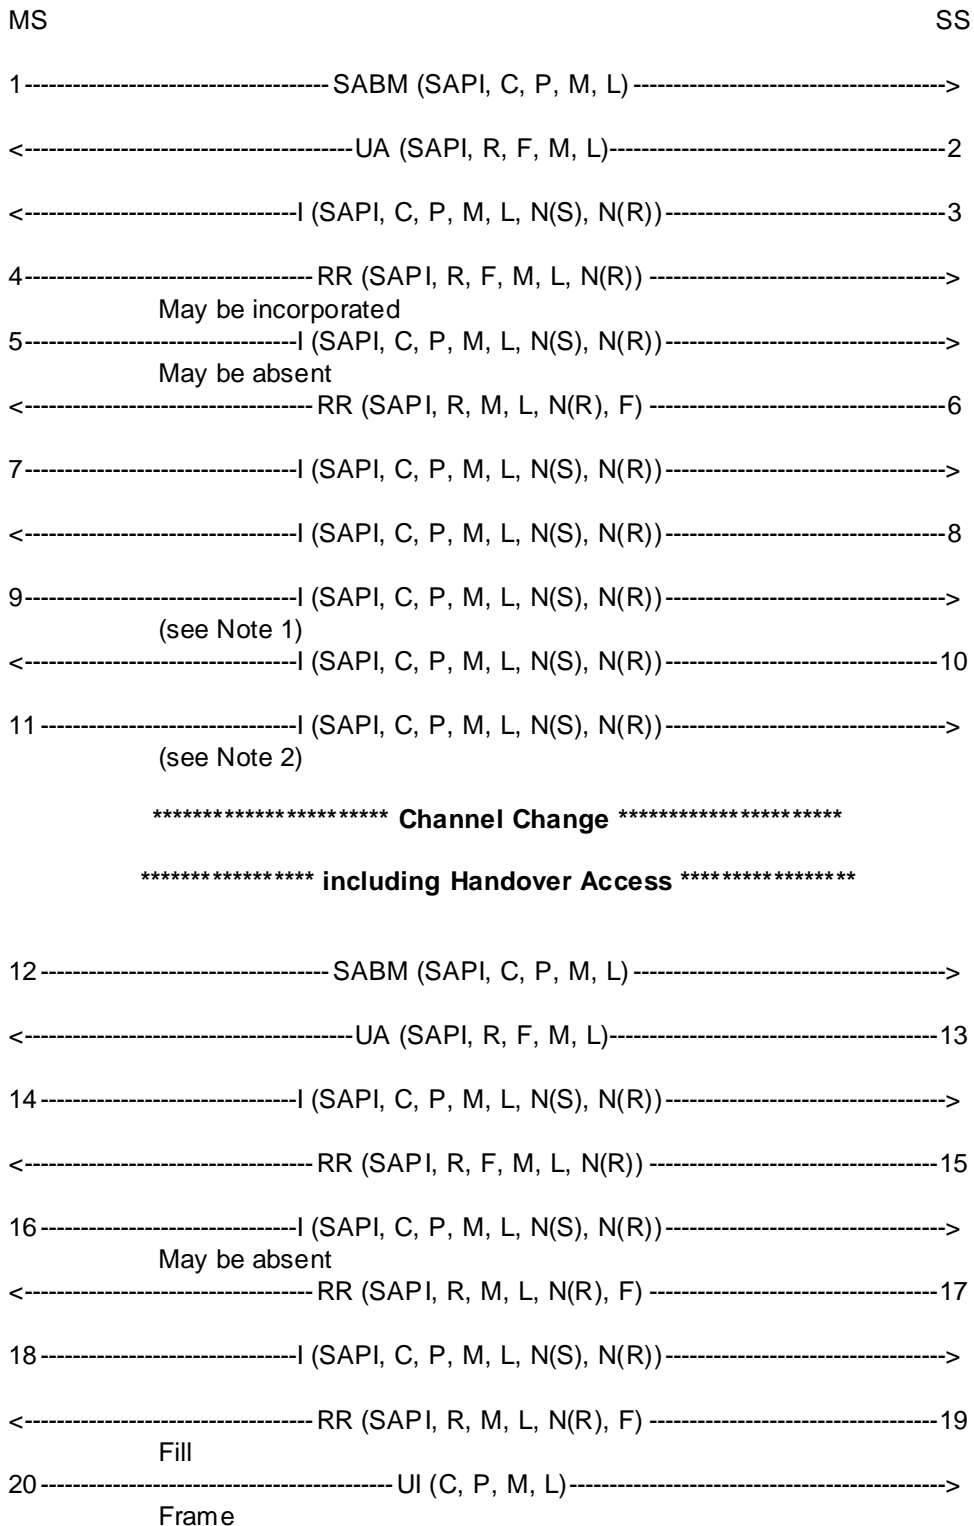 MS SS
1-------------------------------------- SABM (SAPI, C, P, M, L) --------------------------------------->
<-----------------------------------------UA (SAPI, R, F, M, L)------------------------------------------2
<----------------------------------I (SAPI, C, P, M, L, N(S), N(R))----------------------------------3
4------------------------------------ RR (SAPI, R, F, M, L, N(R)) ------------------------------------->
May be incorporated
5----------------------------------I (SAPI, C, P, M, L, N(S), N(R))----------------------------------->
May be absent
<------------------------------------ RR (SAPI, R, M, L, N(R), F) -------------------------------------6
7----------------------------------I (SAPI, C, P, M, L, N(S), N(R))----------------------------------->
<----------------------------------I (SAPI, C, P, M, L, N(S), N(R))----------------------------------8
9----------------------------------I (SAPI, C, P, M, L, N(S), N(R))----------------------------------->
(see Note 1)
<----------------------------------I (SAPI, C, P, M, L, N(S), N(R))----------------------------------10
11 --------------------------------I (SAPI, C, P, M, L, N(S), N(R))----------------------------------->
(see Note 2)
*********************** Channel Change **********************
***************** including Handover Access *****************
12 ------------------------------------ SABM (SAPI, C, P, M, L) --------------------------------------->
<-----------------------------------------UA (SAPI, R, F, M, L)-----------------------------------------13
14 --------------------------------I (SAPI, C, P, M, L, N(S), N(R))----------------------------------->
<------------------------------------ RR (SAPI, R, F, M, L, N(R)) ------------------------------------15
16 --------------------------------I (SAPI, C, P, M, L, N(S), N(R))----------------------------------->
May be absent
<------------------------------------ RR (SAPI, R, M, L, N(R), F) ------------------------------------17
18 --------------------------------I (SAPI, C, P, M, L, N(S), N(R))----------------------------------->
<------------------------------------ RR (SAPI, R, M, L, N(R), F) ------------------------------------19
Fill
20 -------------------------------------------- UI (C, P, M, L)----------------------------------------------->
Frame